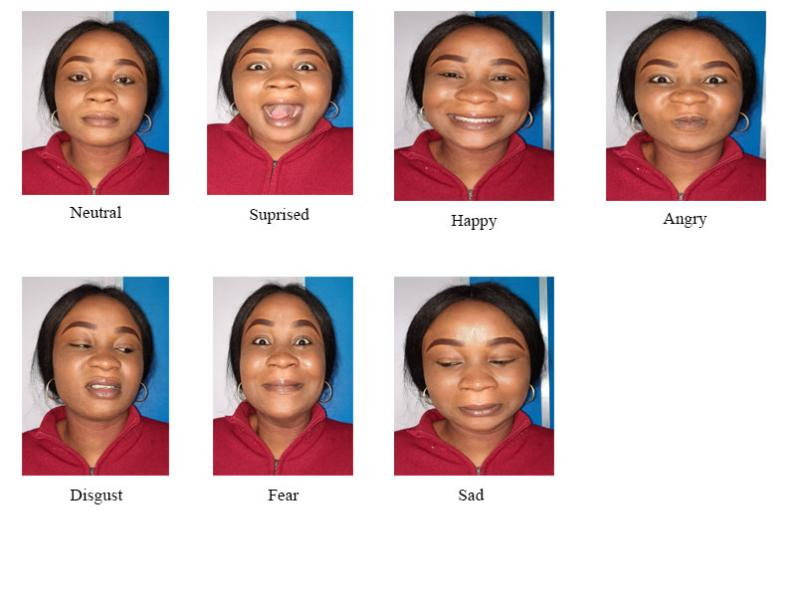 Neutral
Suprised
Happy
Angry
Disgust
Fear
Sad